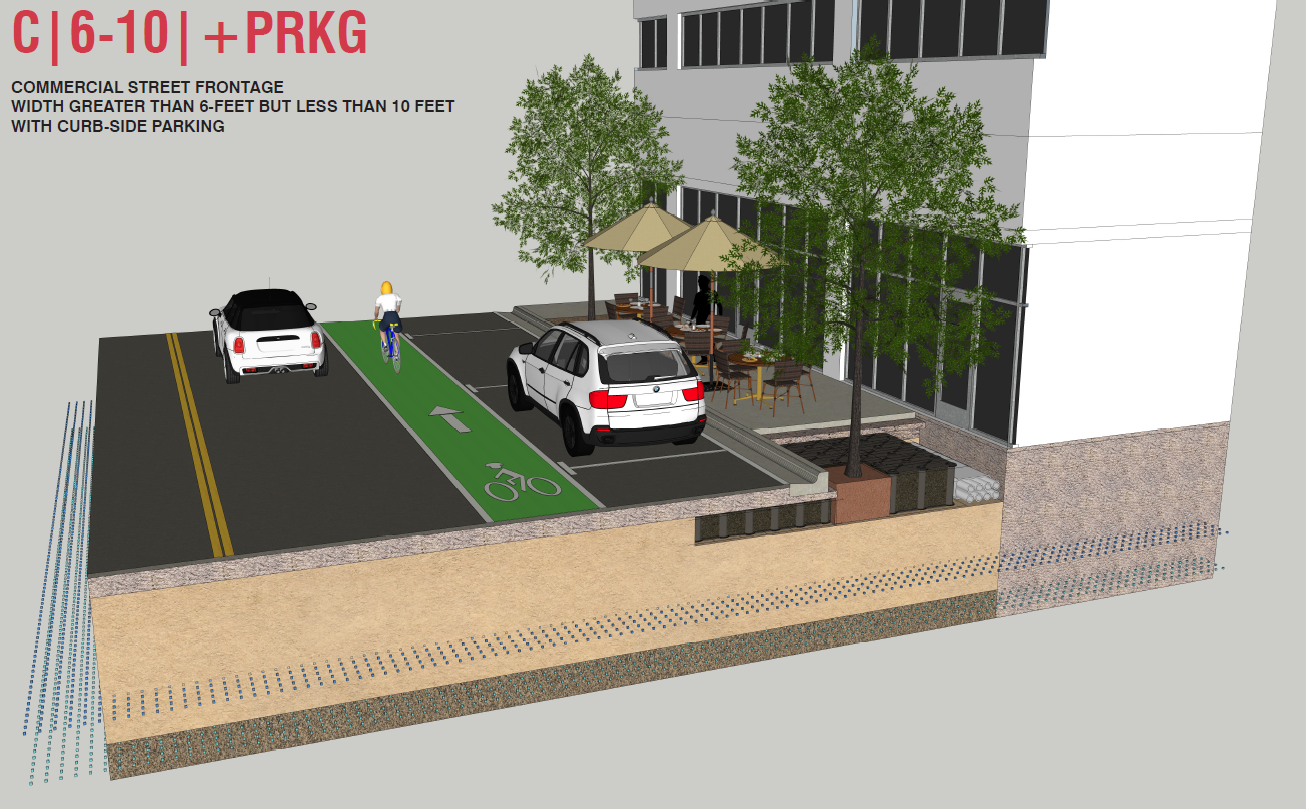 C|6-10|+PRKG
COMMERCIAL STREET FRONTAGE
WIDTH GREATER THAN 6-FEET BUT LESS THAN 10 FEET
WITH CURB-SIDE PARKING